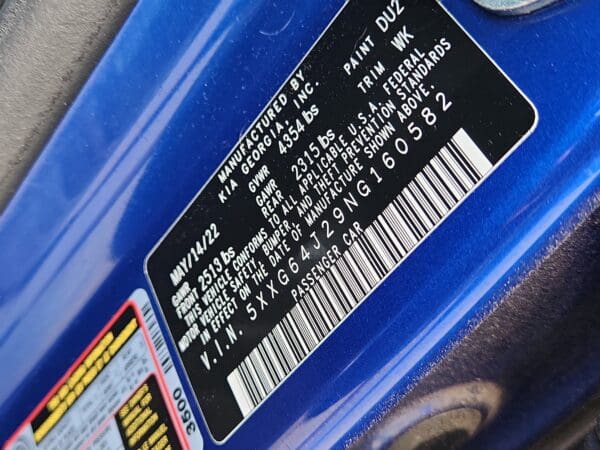 MANUFACTURED BY
KIA GEORGIA, INC.
MAY/14/22 GVWR 4354 lbs PAINT DU2
GAWR FRONT 2513 lbs GAWR REAR 2315 lbs TRIM WK
THIS VEHICLE CONFORMS TO ALL APPLICABLE U.S.A. FEDERAL
MOTOR VEHICLE SAFETY, BUMPER AND THEFT PREVENTION STANDARDS
IN EFFECT ON THE DATE OF MANUFACTURE SHOWN ABOVE.
V.I.N. 5XXG64J29NG160582
PASSENGER CAR
3500